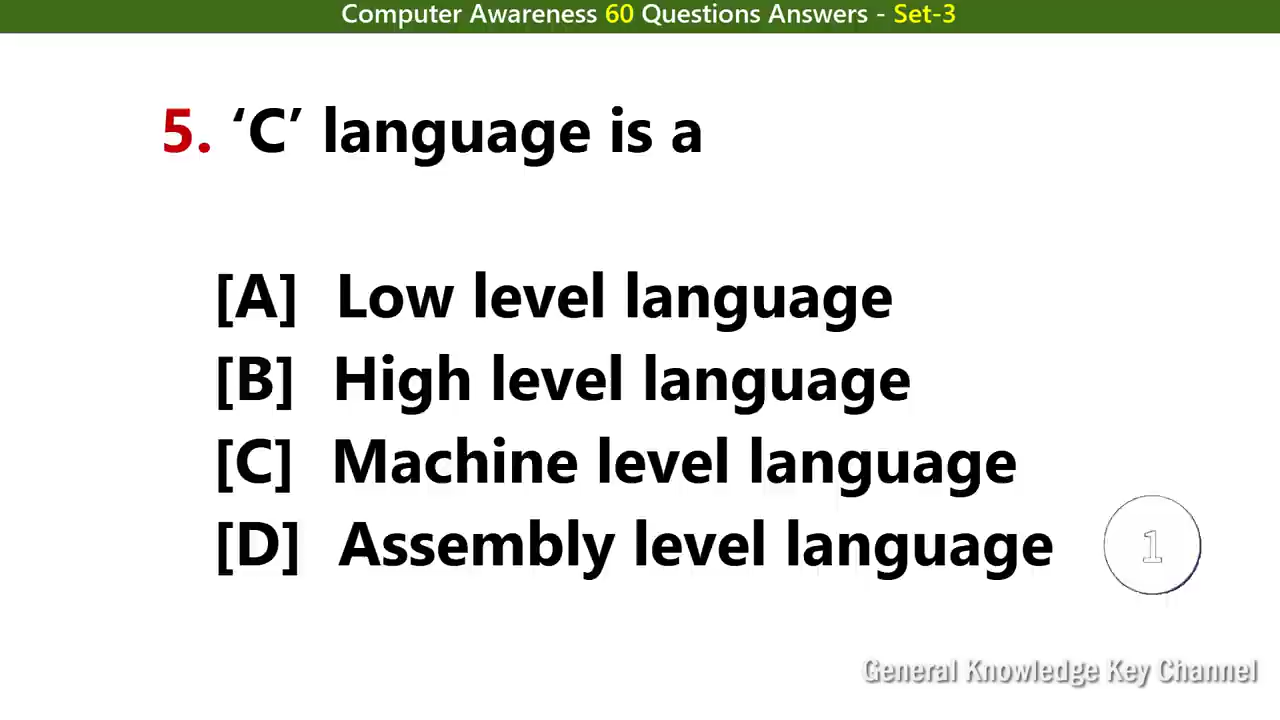 Computer Awareness 60 Questions Answers - Set-3
5. ‘C’ language is a
[A] Low level language
[B] High level language
[C] Machine level language
[D] Assembly level language
1
General Knowledge Key Channel